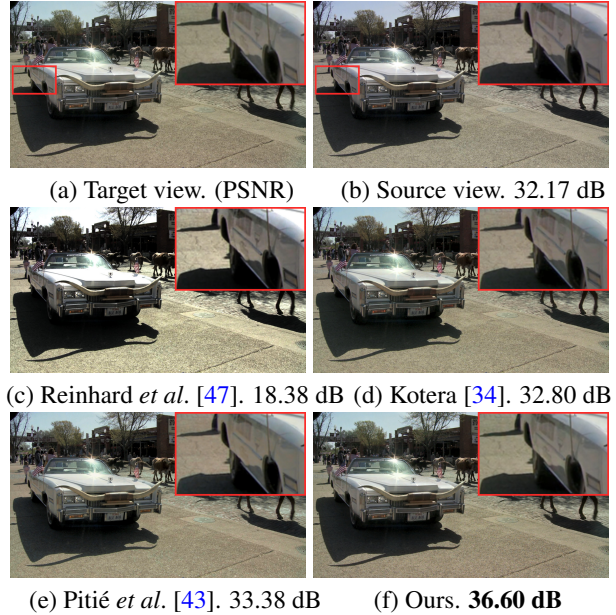 (a) Target view. (PSNR)
(b) Source view. 32.17 dB
(c) Reinhard et al. [47]. 18.38 dB
(d) Kotera [34]. 32.80 dB
(e) Pitié et al. [43]. 33.38 dB
(f) Ours. 36.60 dB